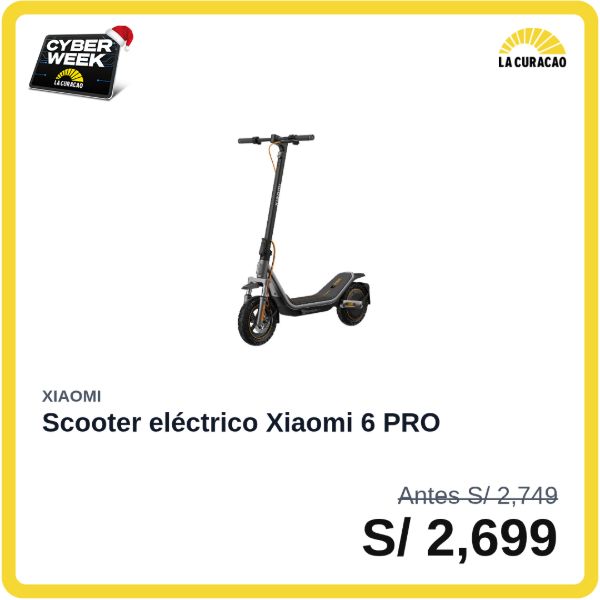 CYBER
WEEK
LA CURACAO
LA CURACAO
XIAOMI
Scooter eléctrico Xiaomi 6 PRO
Antes S/ 2,749
S/ 2,699